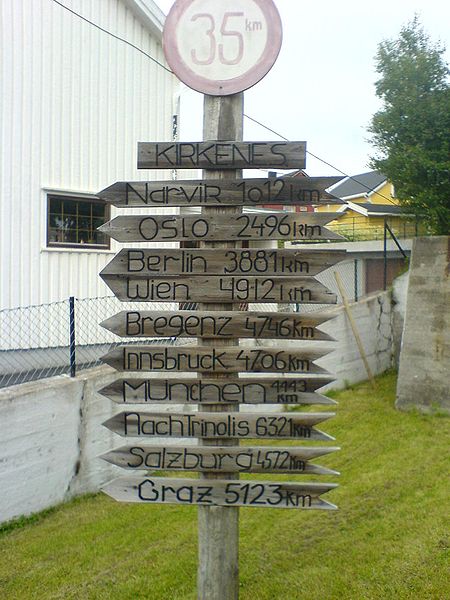 35 km
KIRKENES
Narvir 1012 km
OSLO 2496 km
Berlin 3881 km
Wien 4912 km
Bregenz 4746 km
Innsbruck 4706 km
MÜNCHEN 4443 km
Nach Trinolis 6321 km
Salzburg 4572 km
Graz 5123 km